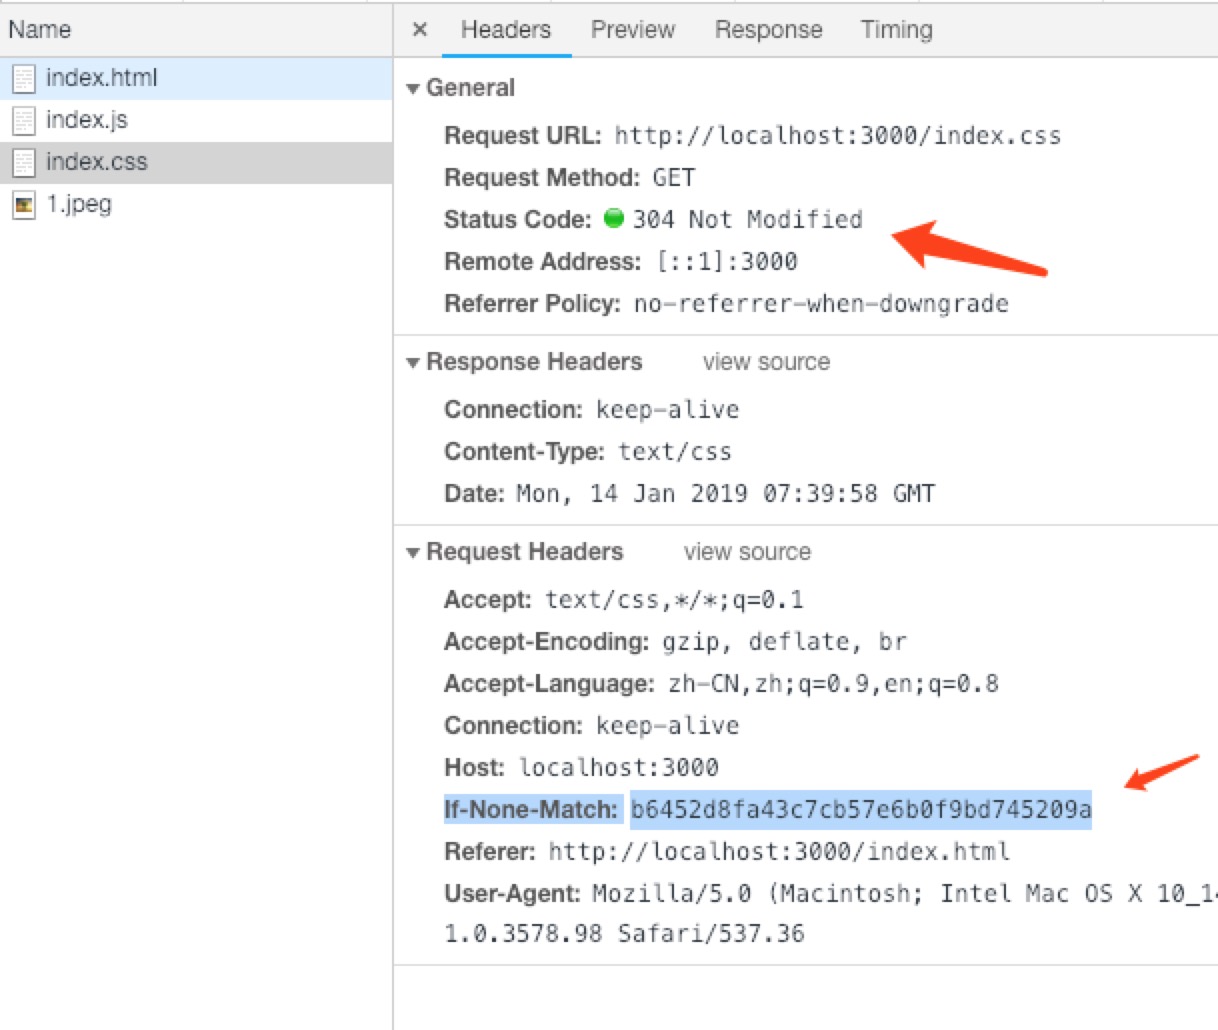 Name
index.html
index.js
index.css
1.jpeg
× Headers Preview Response Timing
General
Request URL: http://localhost:3000/index.css
Request Method: GET
Status Code: 304 Not Modified
Remote Address: [::1]:3000
Referrer Policy: no-referrer-when-downgrade
Response Headers view source
Connection: keep-alive
Content-Type: text/css
Date: Mon, 14 Jan 2019 07:39:58 GMT
Request Headers view source
Accept: text/css,*/*;q=0.1
Accept-Encoding: gzip, deflate, br
Accept-Language: zh-CN,zh;q=0.9,en;q=0.8
Connection: keep-alive
Host: localhost:3000
If-None-Match: b6452d8fa43c7cb57e6b0f9bd745209a
Referer: http://localhost:3000/index.html
User-Agent: Mozilla/5.0 (Macintosh; Intel Mac OS X 10_1
1.0.3578.98 Safari/537.36